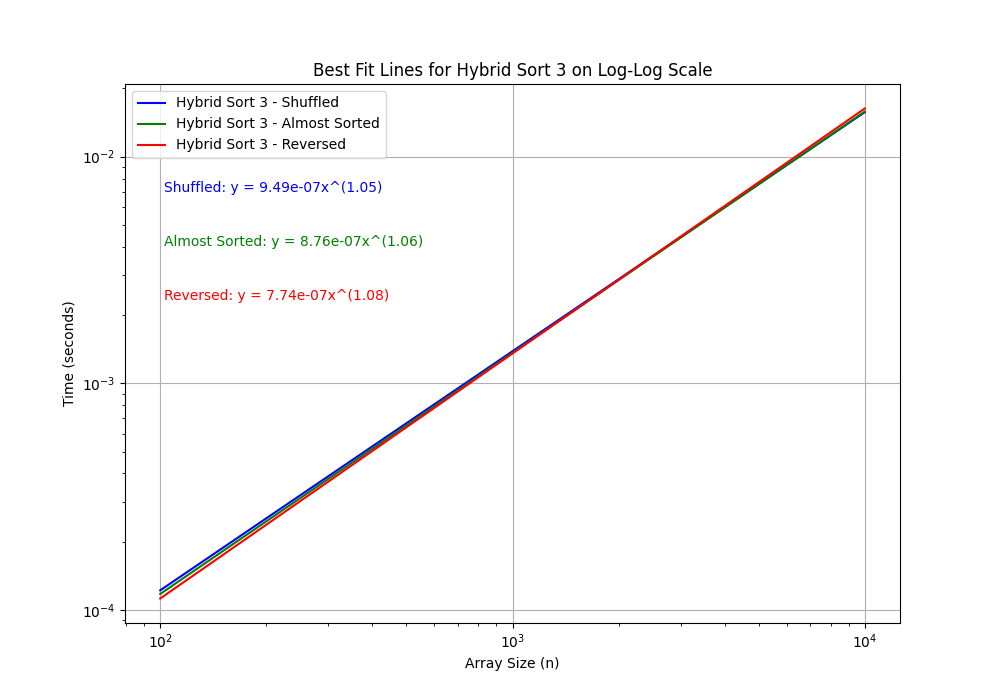 Best Fit Lines for Hybrid Sort 3 on Log-Log Scale
Hybrid Sort 3 - Shuffled
Hybrid Sort 3 - Almost Sorted
Hybrid Sort 3 - Reversed
Shuffled: y = 9.49e-07x^(1.05)
Almost Sorted: y = 8.76e-07x^(1.06)
Reversed: y = 7.74e-07x^(1.08)
Time (seconds)
10⁻²
10⁻³
10⁻⁴
10² 10³ 10⁴
Array Size (n)